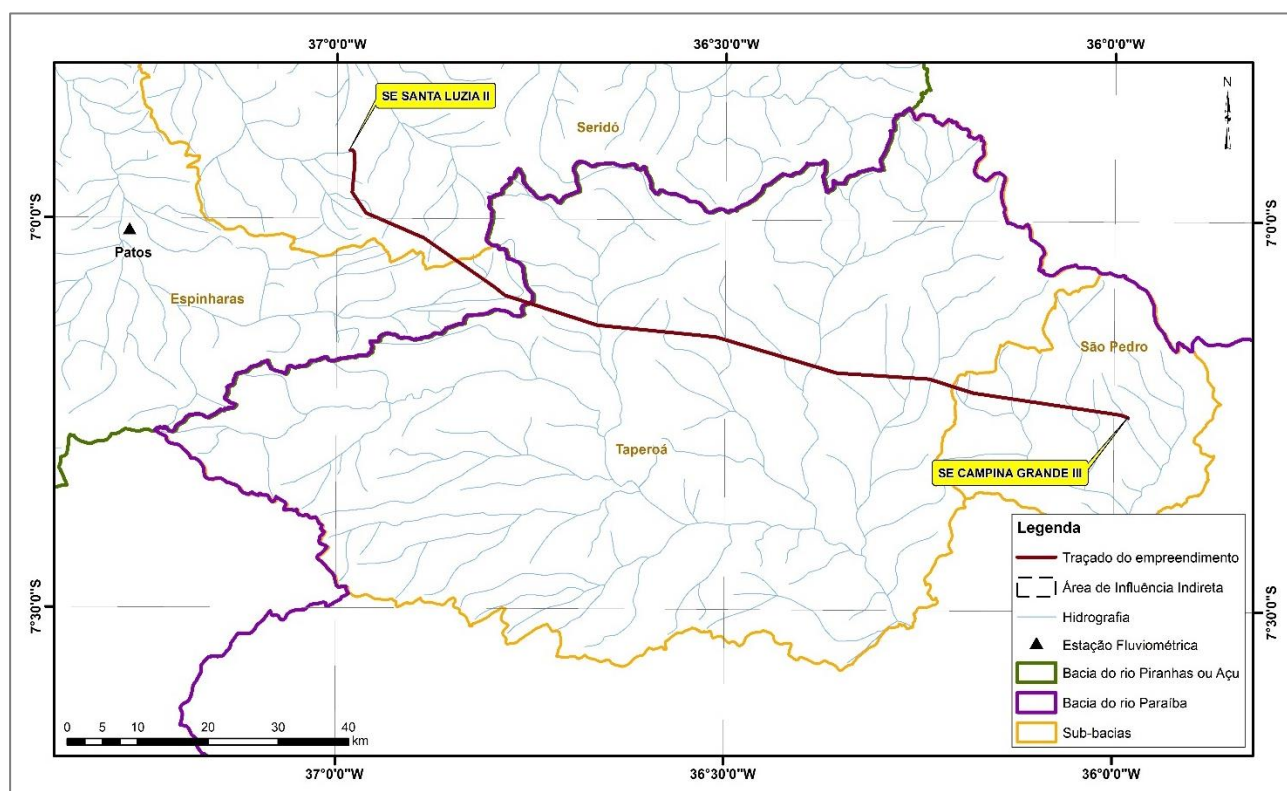 37°0'0"W 36°30'0"W 36°0'0"W
N
SE SANTA LUZIA II
Seridó
7°0'0"S 7°0'0"S
Patos
Espinharas
São Pedro
Taperoá
SE CAMPINA GRANDE III
Legenda
Traçado do empreendimento
Área de Influência Indireta
Hidrografia
Estação Fluviométrica
Bacia do rio Piranhas ou Açu
Bacia do rio Paraíba
Sub-bacias
7°30'0"S 7°30'0"S
0 5 10 20 30 40
km
37°0'0"W 36°30'0"W 36°0'0"W